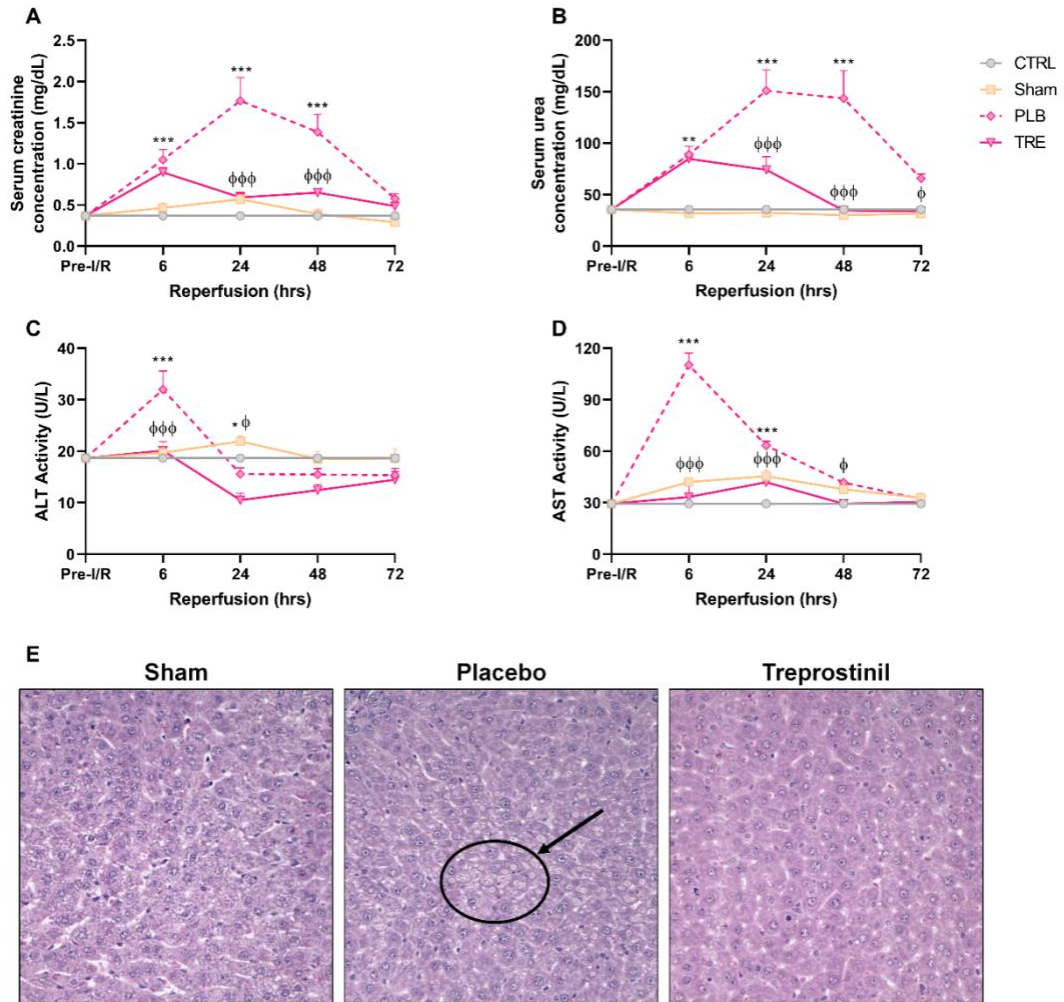 A
Serum creatinine
concentration (mg/dL)
2.5
2.0
1.5
1.0
0.5
0.0
***
***
***
ϕϕϕ
ϕϕϕ
Pre-I/R 6 24 48 72
Reperfusion (hrs)
B
Serum urea
concentration (mg/dL)
200
150
100
50
0
***
***
**
ϕϕϕ
ϕϕϕ
ϕ
Pre-I/R 6 24 48 72
Reperfusion (hrs)
CTRL
Sham
PLB
TRE
C
ALT Activity (U/L)
40
30
20
10
0
***
ϕϕϕ
* ϕ
Pre-I/R 6 24 48 72
Reperfusion (hrs)
D
AST Activity (U/L)
120
90
60
30
0
***
***
ϕϕϕ
ϕϕϕ
ϕ
Pre-I/R 6 24 48 72
Reperfusion (hrs)
E
Sham Placebo Treprostinil